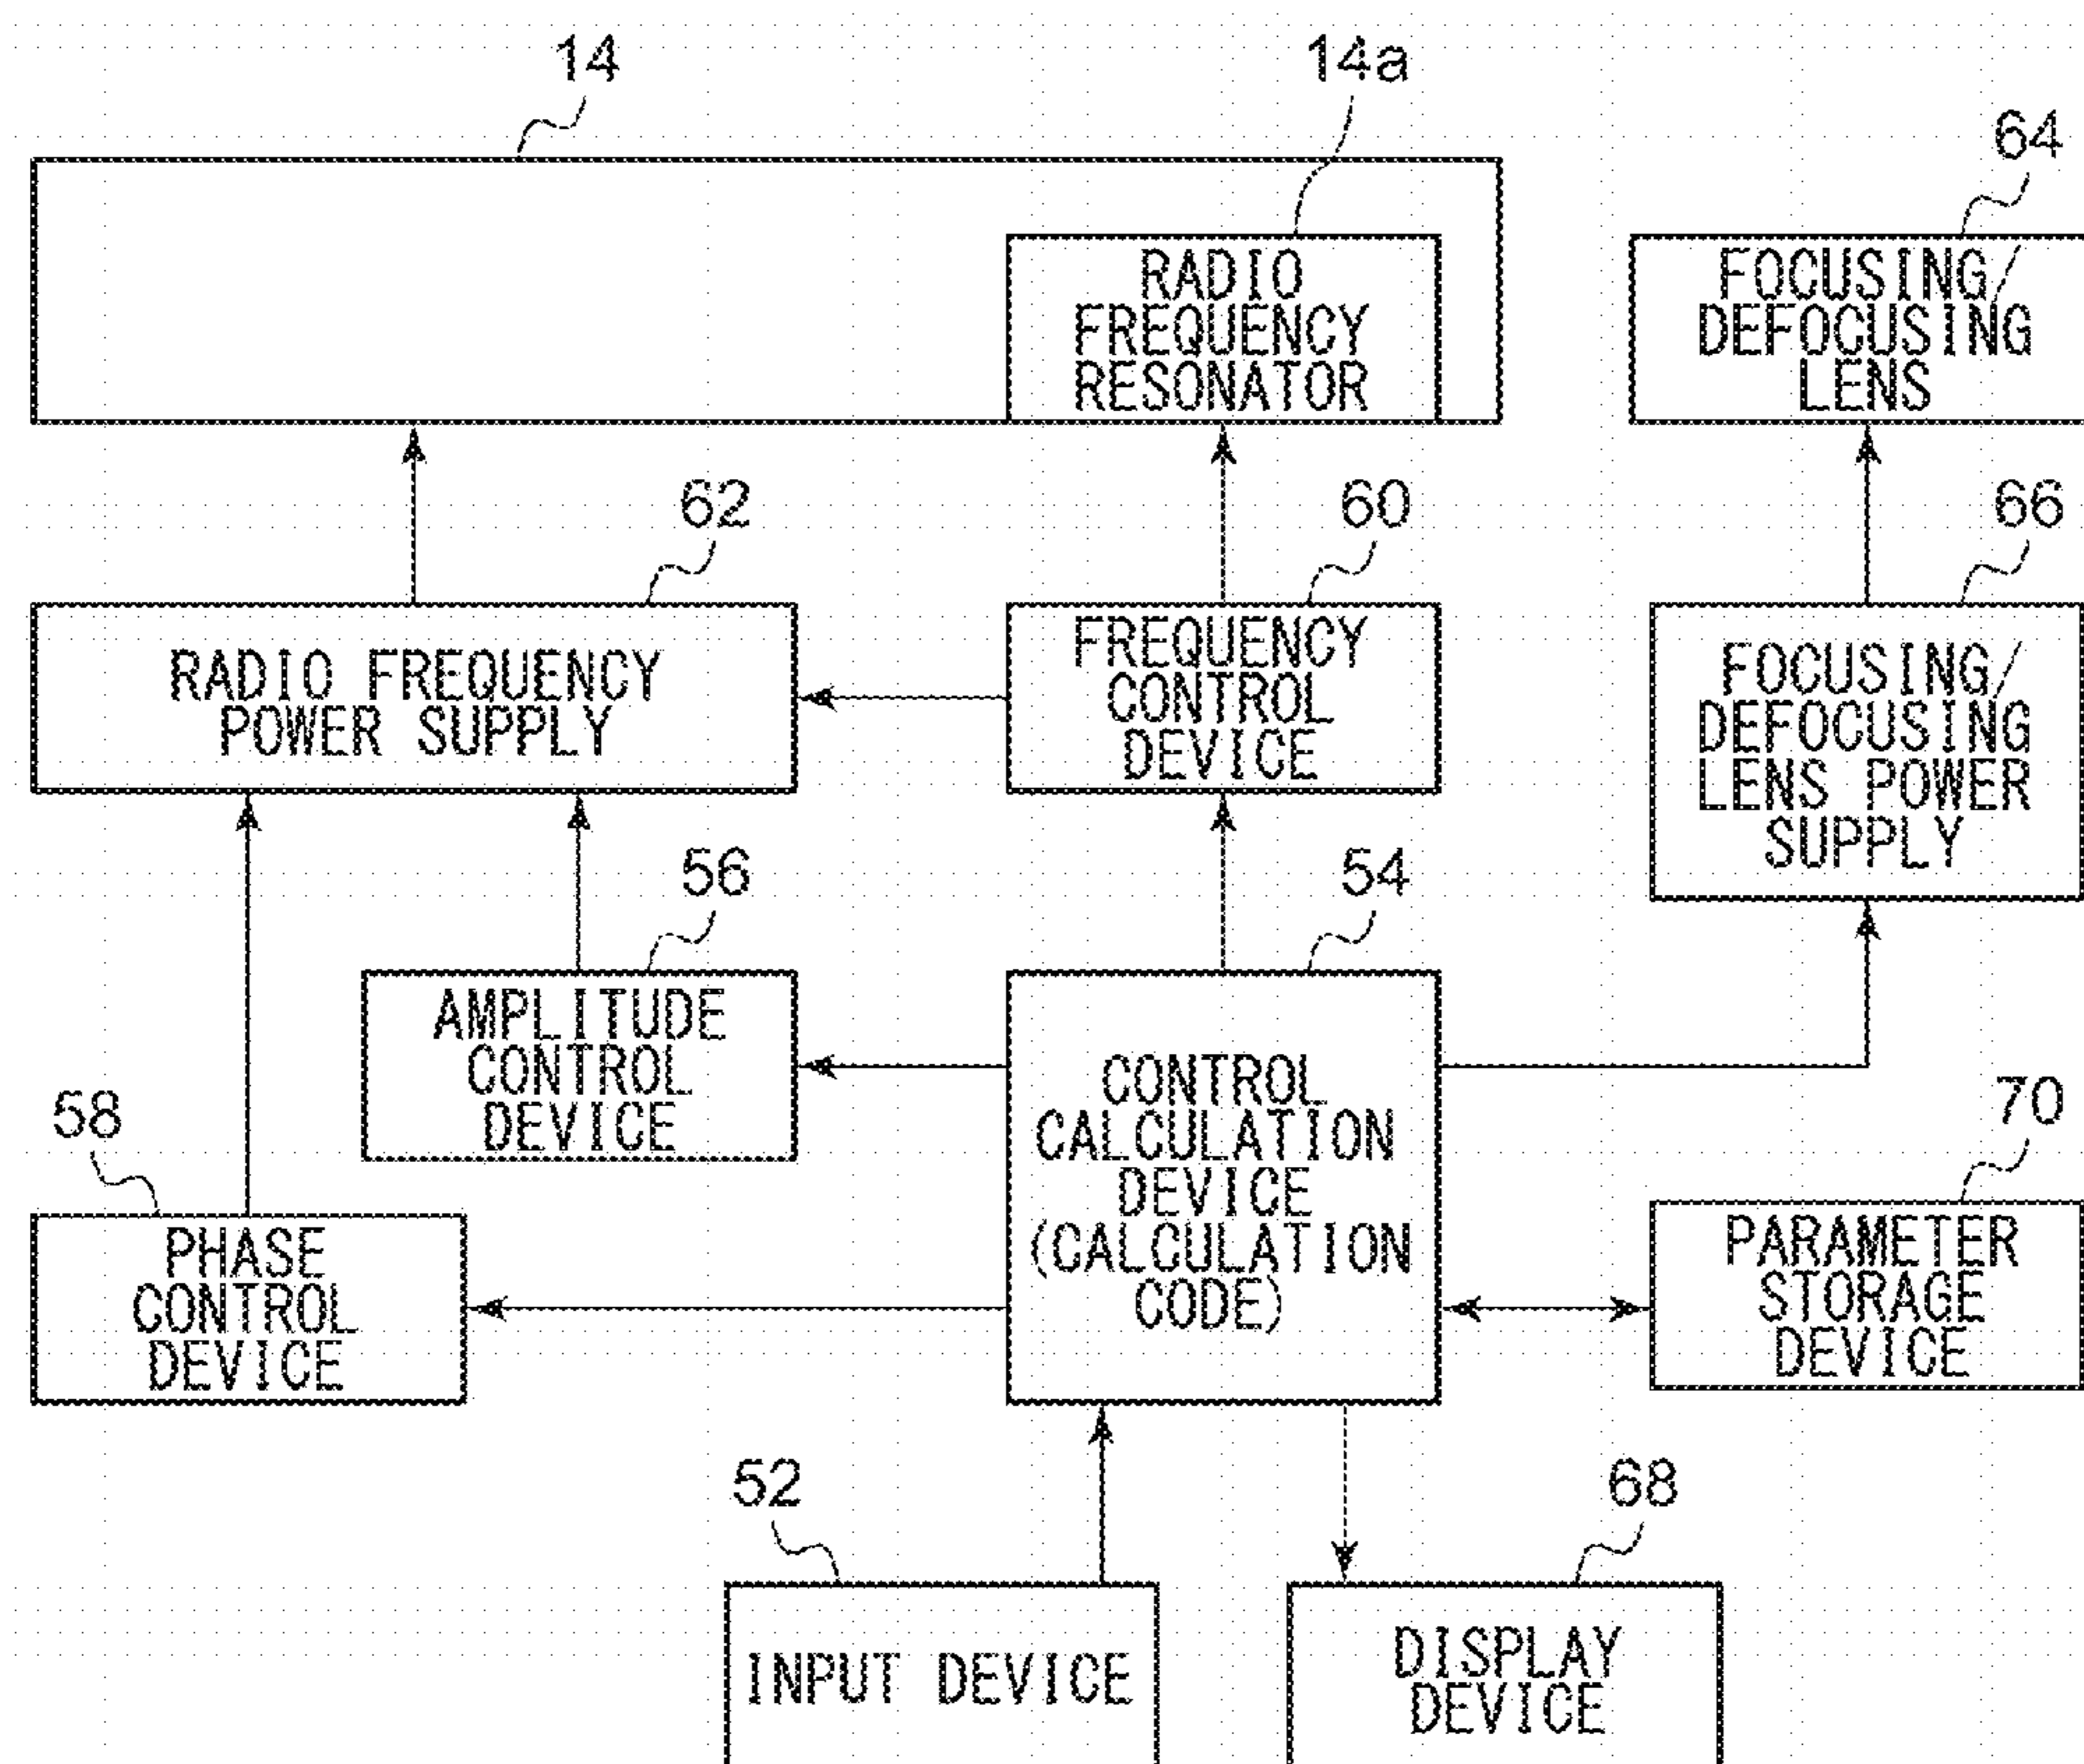 14
14a
64
RADIO
FREQUENCY
RESONATOR
FOCUSING/
DEFOCUSING
LENS
62
60
66
RADIO FREQUENCY
POWER SUPPLY
FREQUENCY
CONTROL
DEVICE
FOCUSING/
DEFOCUSING
LENS POWER
SUPPLY
56
54
AMPLITUDE
CONTROL
DEVICE
CONTROL
CALCULATION
DEVICE
(CALCULATION
CODE)
58
70
PHASE
CONTROL
DEVICE
PARAMETER
STORAGE
DEVICE
52
68
INPUT DEVICE
DISPLAY
DEVICE